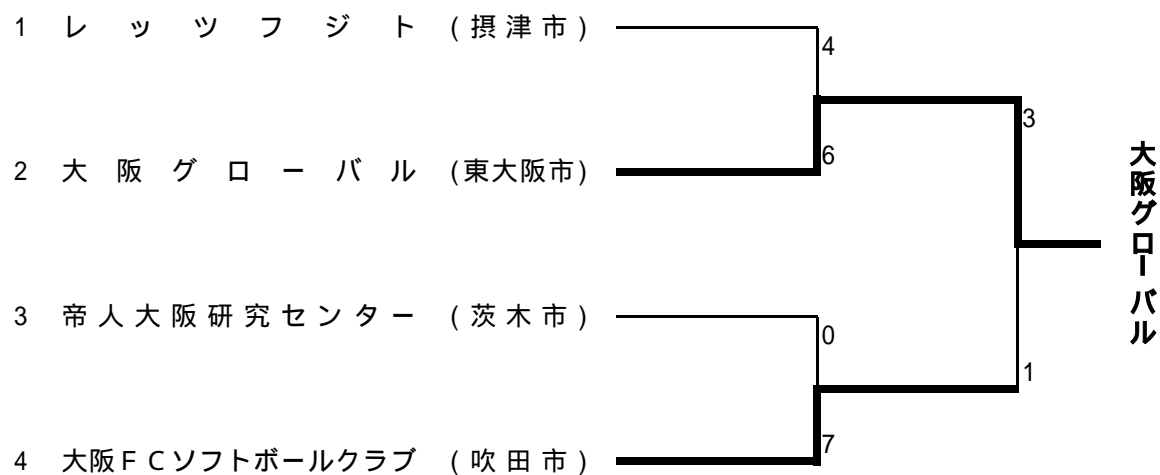 1 レッツフジト (摂津市)
4
3
6
2 大阪グローバル (東大阪市)
大阪グローバル
3 帝人大阪研究センター (茨木市)
0
1
7
4 大阪FCソフトボールクラブ (吹田市)